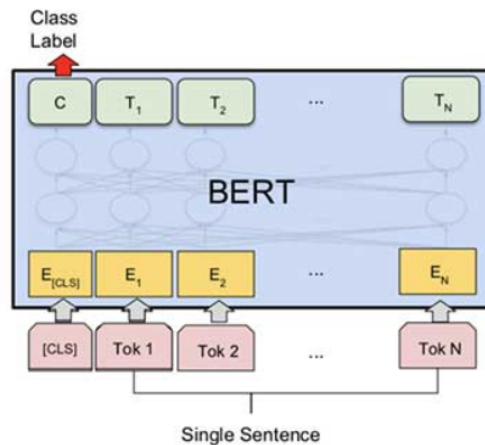 Class
Label
C T1 T2 ... TN
BERT
E[CLS] E1 E2 ... EN
[CLS] Tok 1 Tok 2 ... Tok N
Single Sentence